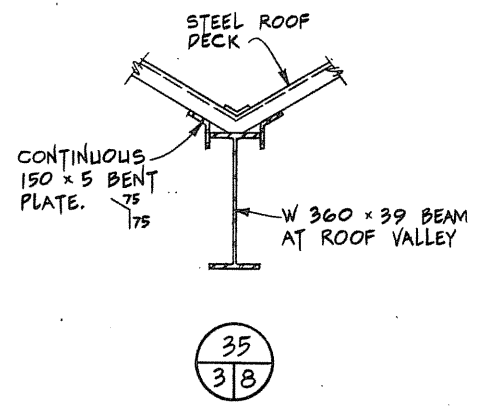 STEEL ROOF
DECK
CONTINUOUS
150 x 5 BENT
PLATE.
75
75
W 360 x 39 BEAM
AT ROOF VALLEY
35
3 8